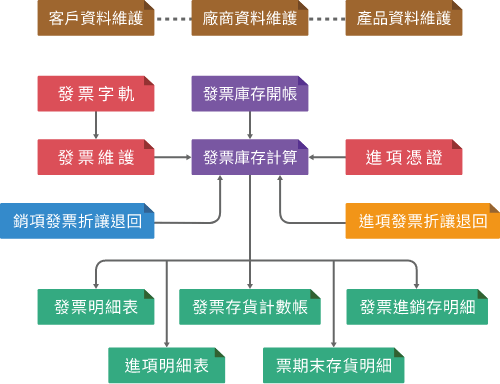 客戶資料維護
廠商資料維護
產品資料維護
發票字軌
發票庫存開帳
發票維護
發票庫存計算
進項憑證
銷項發票折讓退回
進項發票折讓退回
發票明細表
發票存貨計數帳
發票進銷存明細
進項明細表
票期末存貨明細